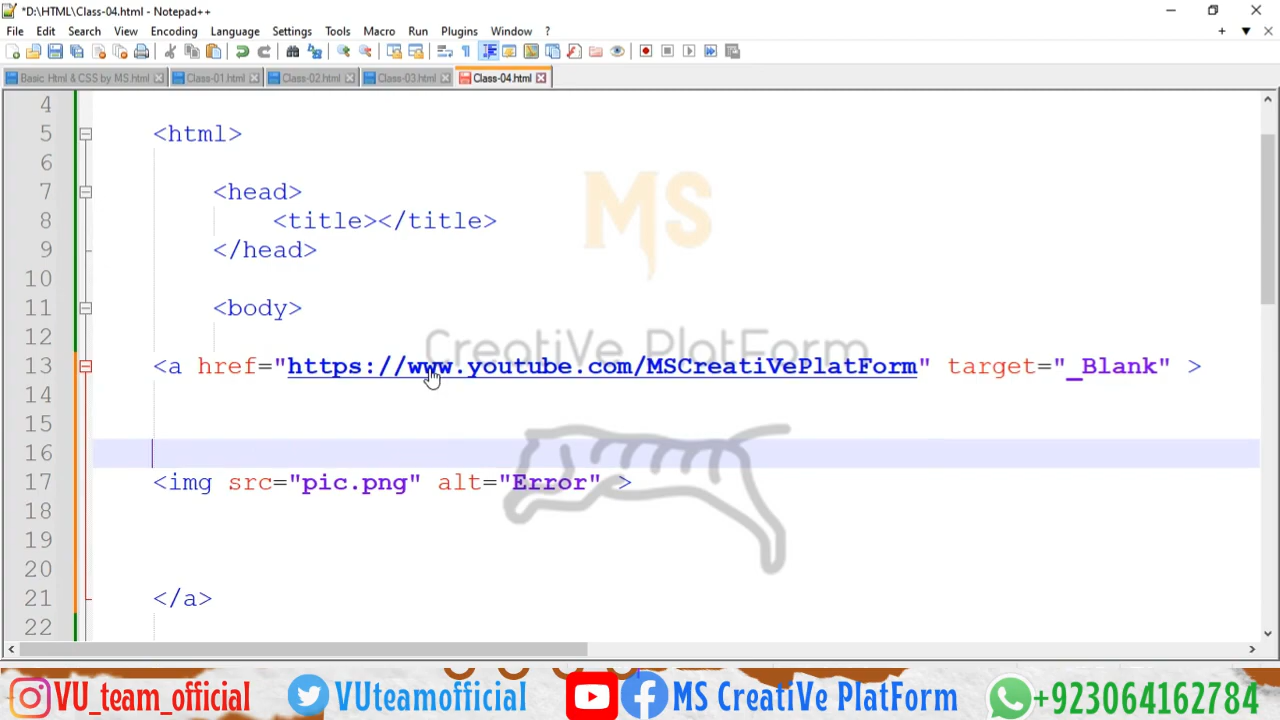 *D:\HTML\Class-04.html - Notepad++
File Edit Search View Encoding Language Settings Tools Macro Run Plugins Window ?
Basic Html & CSS by MS.html Class-01.html Class-02.html Class-03.html Class-04.html
4
5 <html>
6
7 <head>
8 <title></title>
9 </head>
10
11 <body>
12
13 <a href="https://www.youtube.com/MSCreatiVePlatForm" target="_Blank" >
14
15
16
17 <img src="pic.png" alt="Error" >
18
19
20
21 </a>
22
MS
CreatiVe PlatForm
VU_team_official VUteamofficial MS CreatiVe PlatForm +923064162784